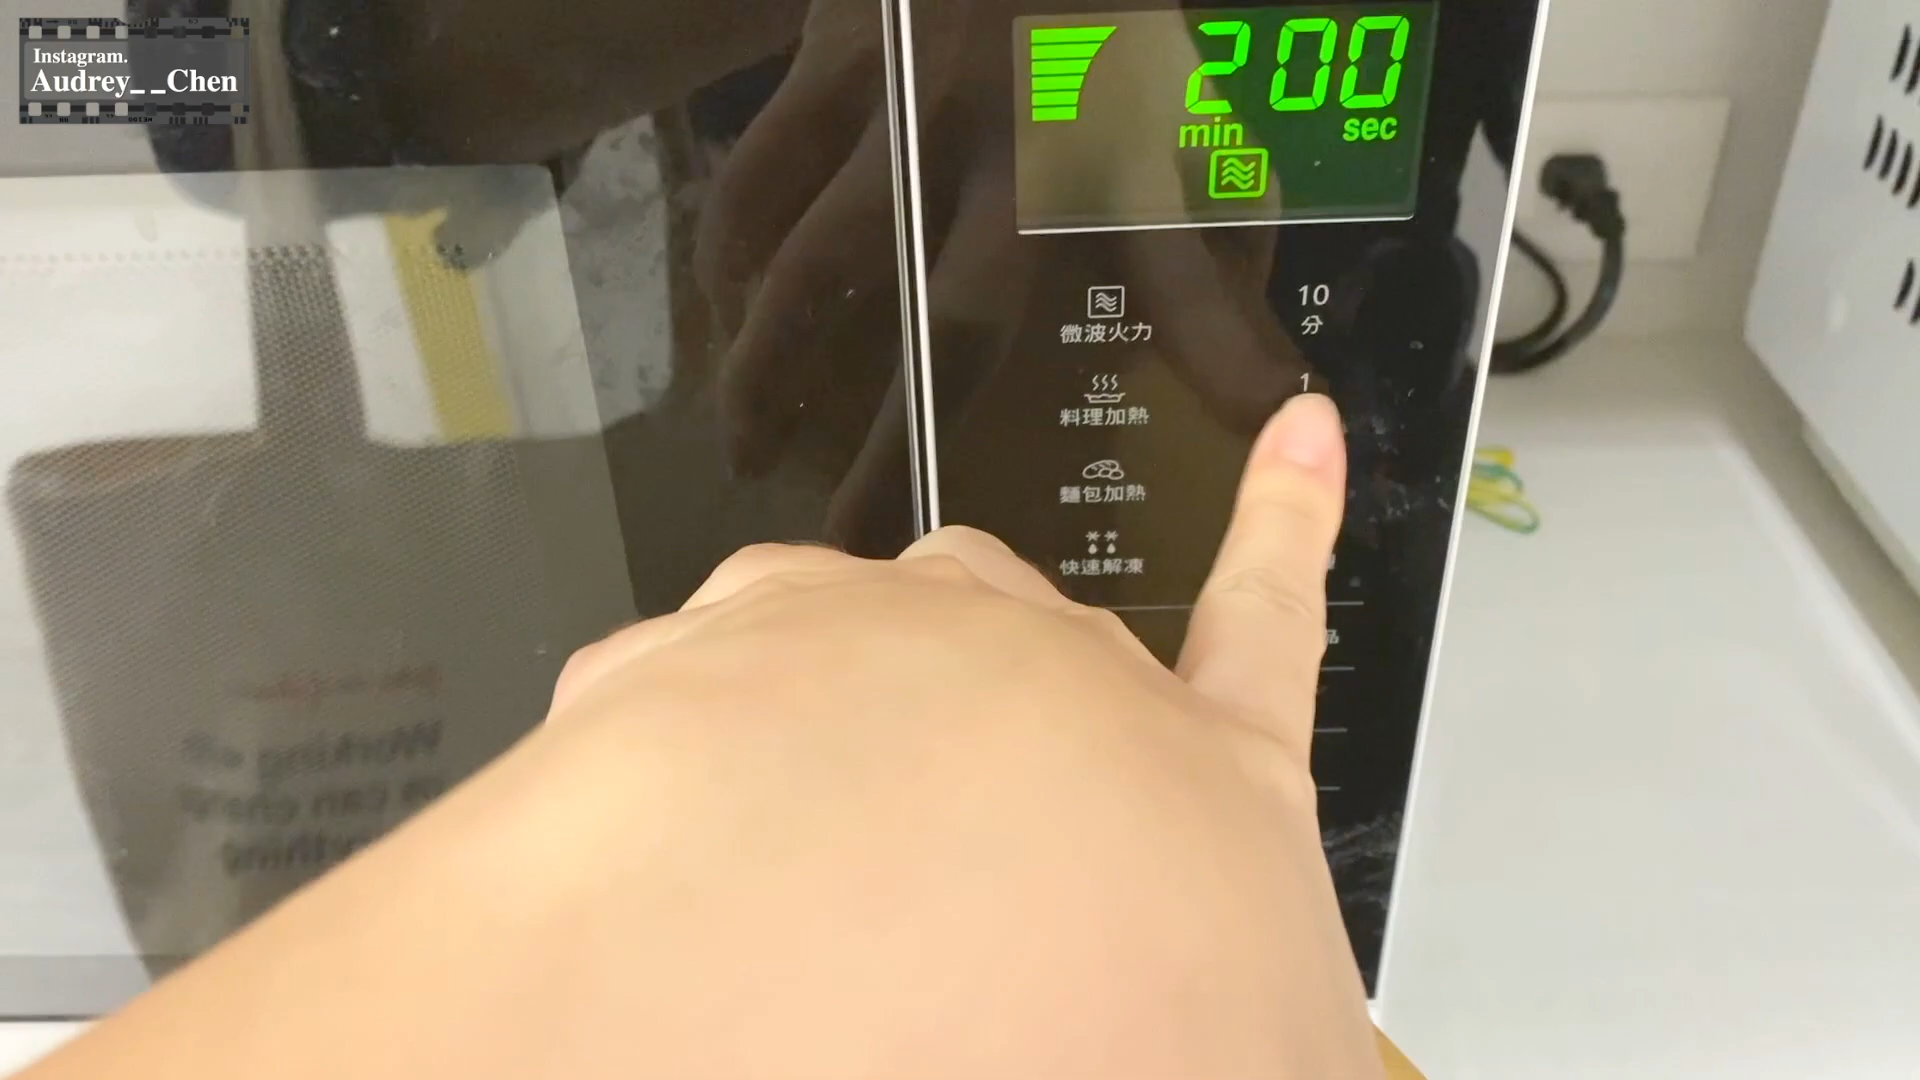 Instagram.
Audrey__Chen
200
min sec
微波火力
10
分
1
料理加熱
麵包加熱
快速解凍
品